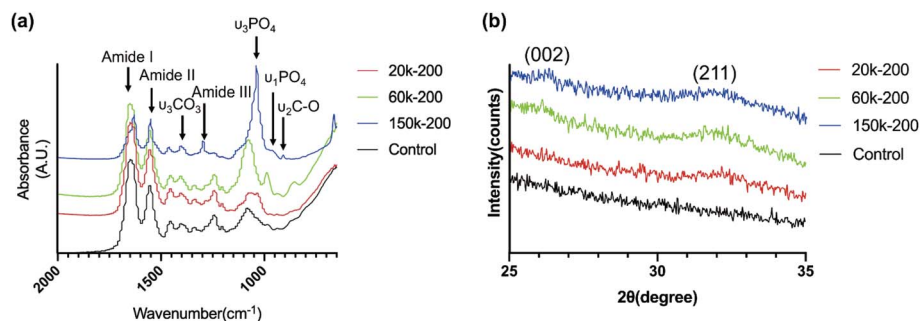 (a)
υ₃PO₄
Amide I
Amide II
υ₃CO₃
Amide III
υ₁PO₄
υ₂C-O
Absorbance
(A.U.)
2000
1500
1000
Wavenumber(cm⁻¹)
20k-200
60k-200
150k-200
Control
(b)
(002)
(211)
Intensity(counts)
25
30
35
2θ(degree)
20k-200
60k-200
150k-200
Control